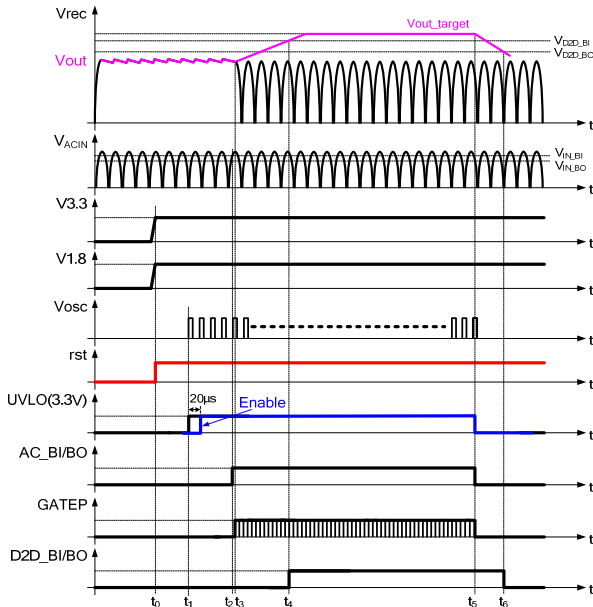 Vrec
Vout_target
VD2D_BI
VD2D_BO
Vout
t
VACIN
VIN_BI
VIN_BO
t
V3.3
t
V1.8
t
Vosc
t
rst
t
20μs
UVLO(3.3V)
Enable
t
AC_BI/BO
t
GATEP
t
D2D_BI/BO
t
t0 t1 t2 t3 t4 t5 t6